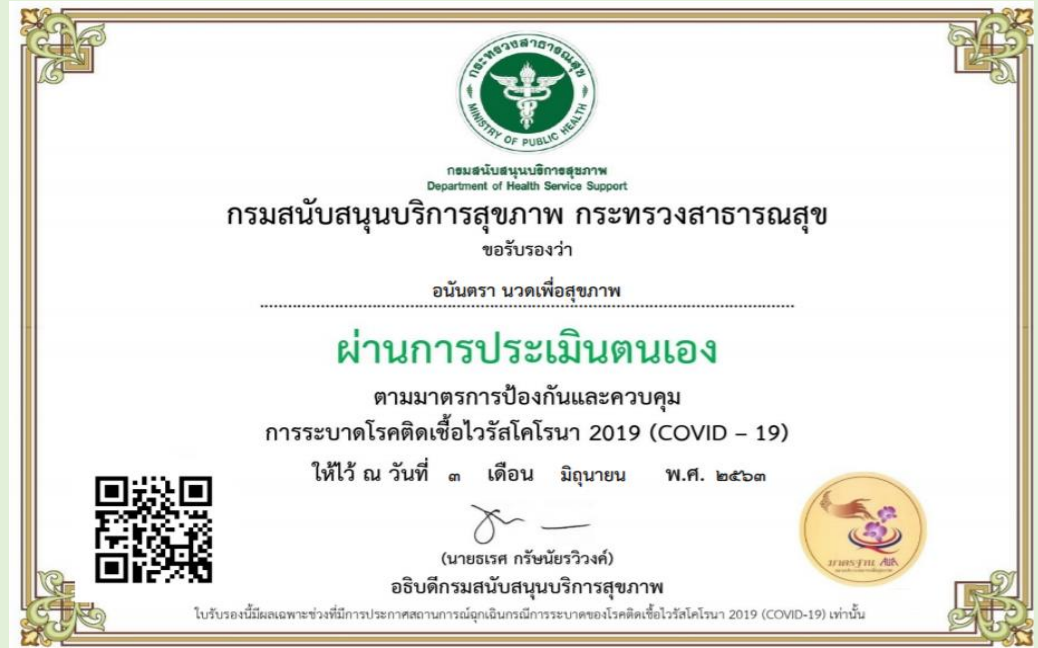 กระทรวงสาธารณสุข
MINISTRY OF PUBLIC HEALTH
กรมสนับสนุนบริการสุขภาพ
Department of Health Service Support
กรมสนับสนุนบริการสุขภาพ กระทรวงสาธารณสุข
ขอรับรองว่า
อนันตรา นวดเพื่อสุขภาพ
ผ่านการประเมินตนเอง
ตามมาตรการป้องกันและควบคุม
การระบาดโรคติดเชื้อไวรัสโคโรนา 2019 (COVID – 19)
ให้ไว้ ณ วันที่ ๓ เดือน มิถุนายน พ.ศ. ๒๕๖๓
(นายธเรศ กรัษนัยรวิวงค์)
อธิบดีกรมสนับสนุนบริการสุขภาพ
มาตรฐาน
ใบรับรองนี้มีผลเฉพาะช่วงที่มีการประกาศสถานการณ์ฉุกเฉินกรณีการระบาดของโรคติดเชื้อไวรัสโคโรนา 2019 (COVID-19) เท่านั้น